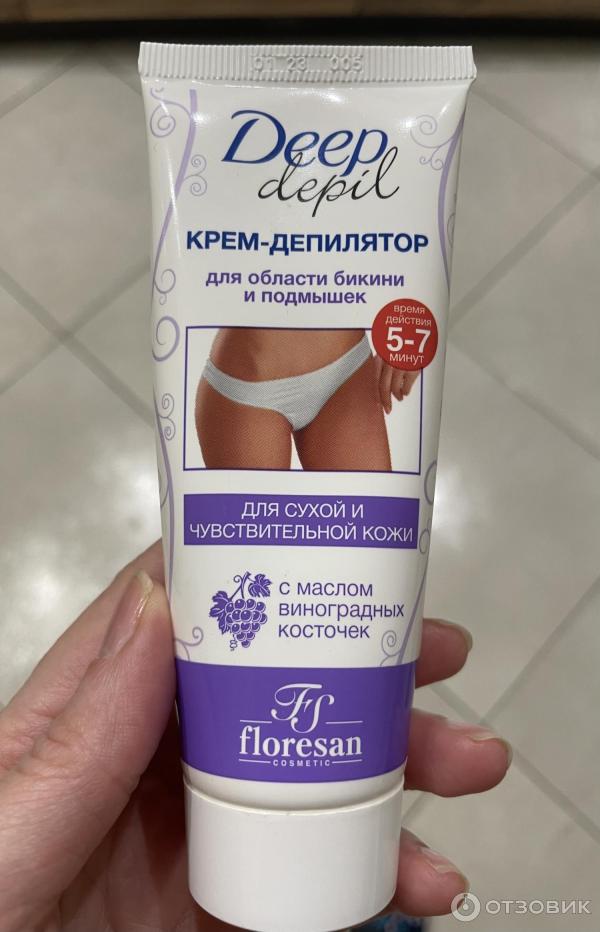 01 23 005
Deep
depil
КРЕМ-ДЕПИЛЯТОР
для области бикини
и подмышек
время
действия
5-7
минут
ДЛЯ СУХОЙ И
ЧУВСТВИТЕЛЬНОЙ КОЖИ
с маслом
виноградных
косточек
FS
floresan
COSMETIC
ОТЗОВИК